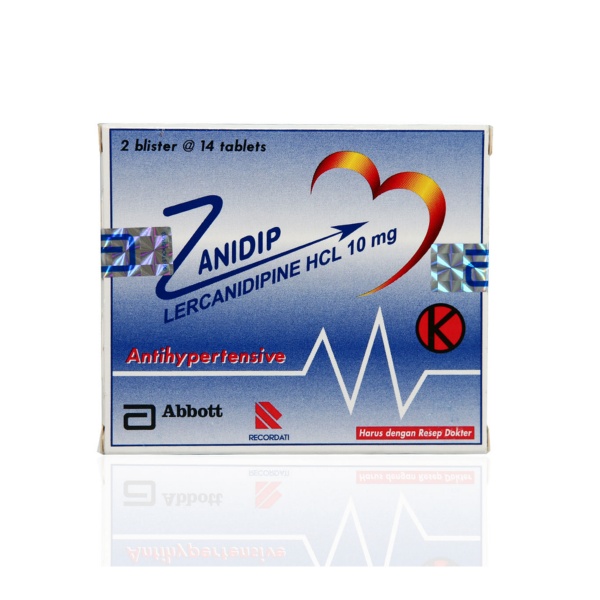 2 blister @ 14 tablets
ZANIDIP
LERCANIDIPINE HCL 10 mg
K
Antihypertensive
Abbott
RECORDATI
Harus dengan Resep Dokter